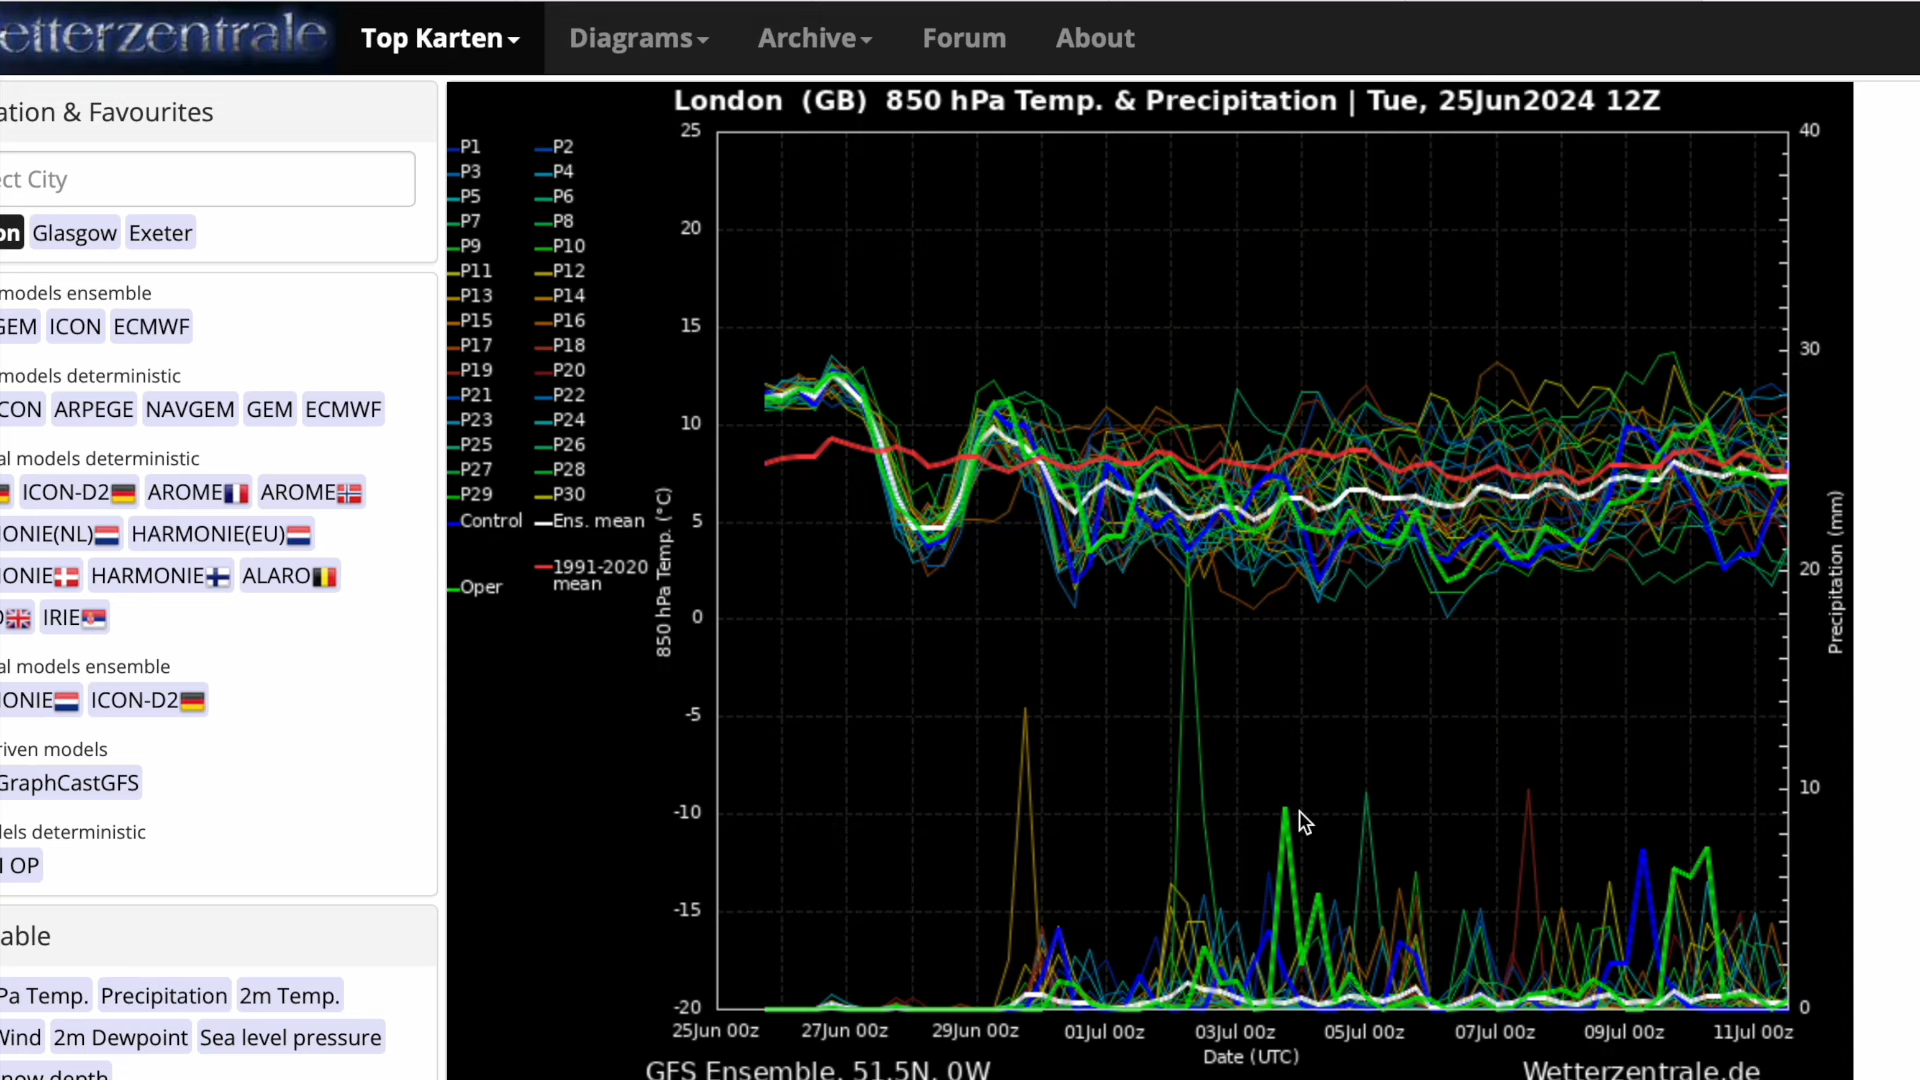 etterzentrale Top Karten Diagrams Archive Forum About
ation & Favourites
ct City
on Glasgow Exeter
models ensemble
GEM ICON ECMWF
models deterministic
CON ARPEGE NAVGEM GEM ECMWF
al models deterministic
ICON-D2 AROME AROME
IONIE(NL) HARMONIE(EU)
IONIE HARMONIE ALARO
IRIE
al models ensemble
IONIE ICON-D2
riven models
GraphCastGFS
lels deterministic
I OP
able
Pa Temp. Precipitation 2m Temp.
Wind 2m Dewpoint Sea level pressure
now depth
London (GB) 850 hPa Temp. & Precipitation | Tue, 25Jun2024 12Z
P1 P2
P3 P4
P5 P6
P7 P8
P9 P10
P11 P12
P13 P14
P15 P16
P17 P18
P19 P20
P21 P22
P23 P24
P25 P26
P27 P28
P29 P30
Control Ens. mean
Oper 1991-2020
mean
850 hPa Temp. (°C)
25
20
15
10
5
0
-5
-10
-15
-20
40
30
20
10
0
Precipitation (mm)
25Jun 00z 27Jun 00z 29Jun 00z 01Jul 00z 03Jul 00z 05Jul 00z 07Jul 00z 09Jul 00z 11Jul 00z
Date (UTC)
GFS Ensemble, 51.5N, 0W Wetterzentrale.de